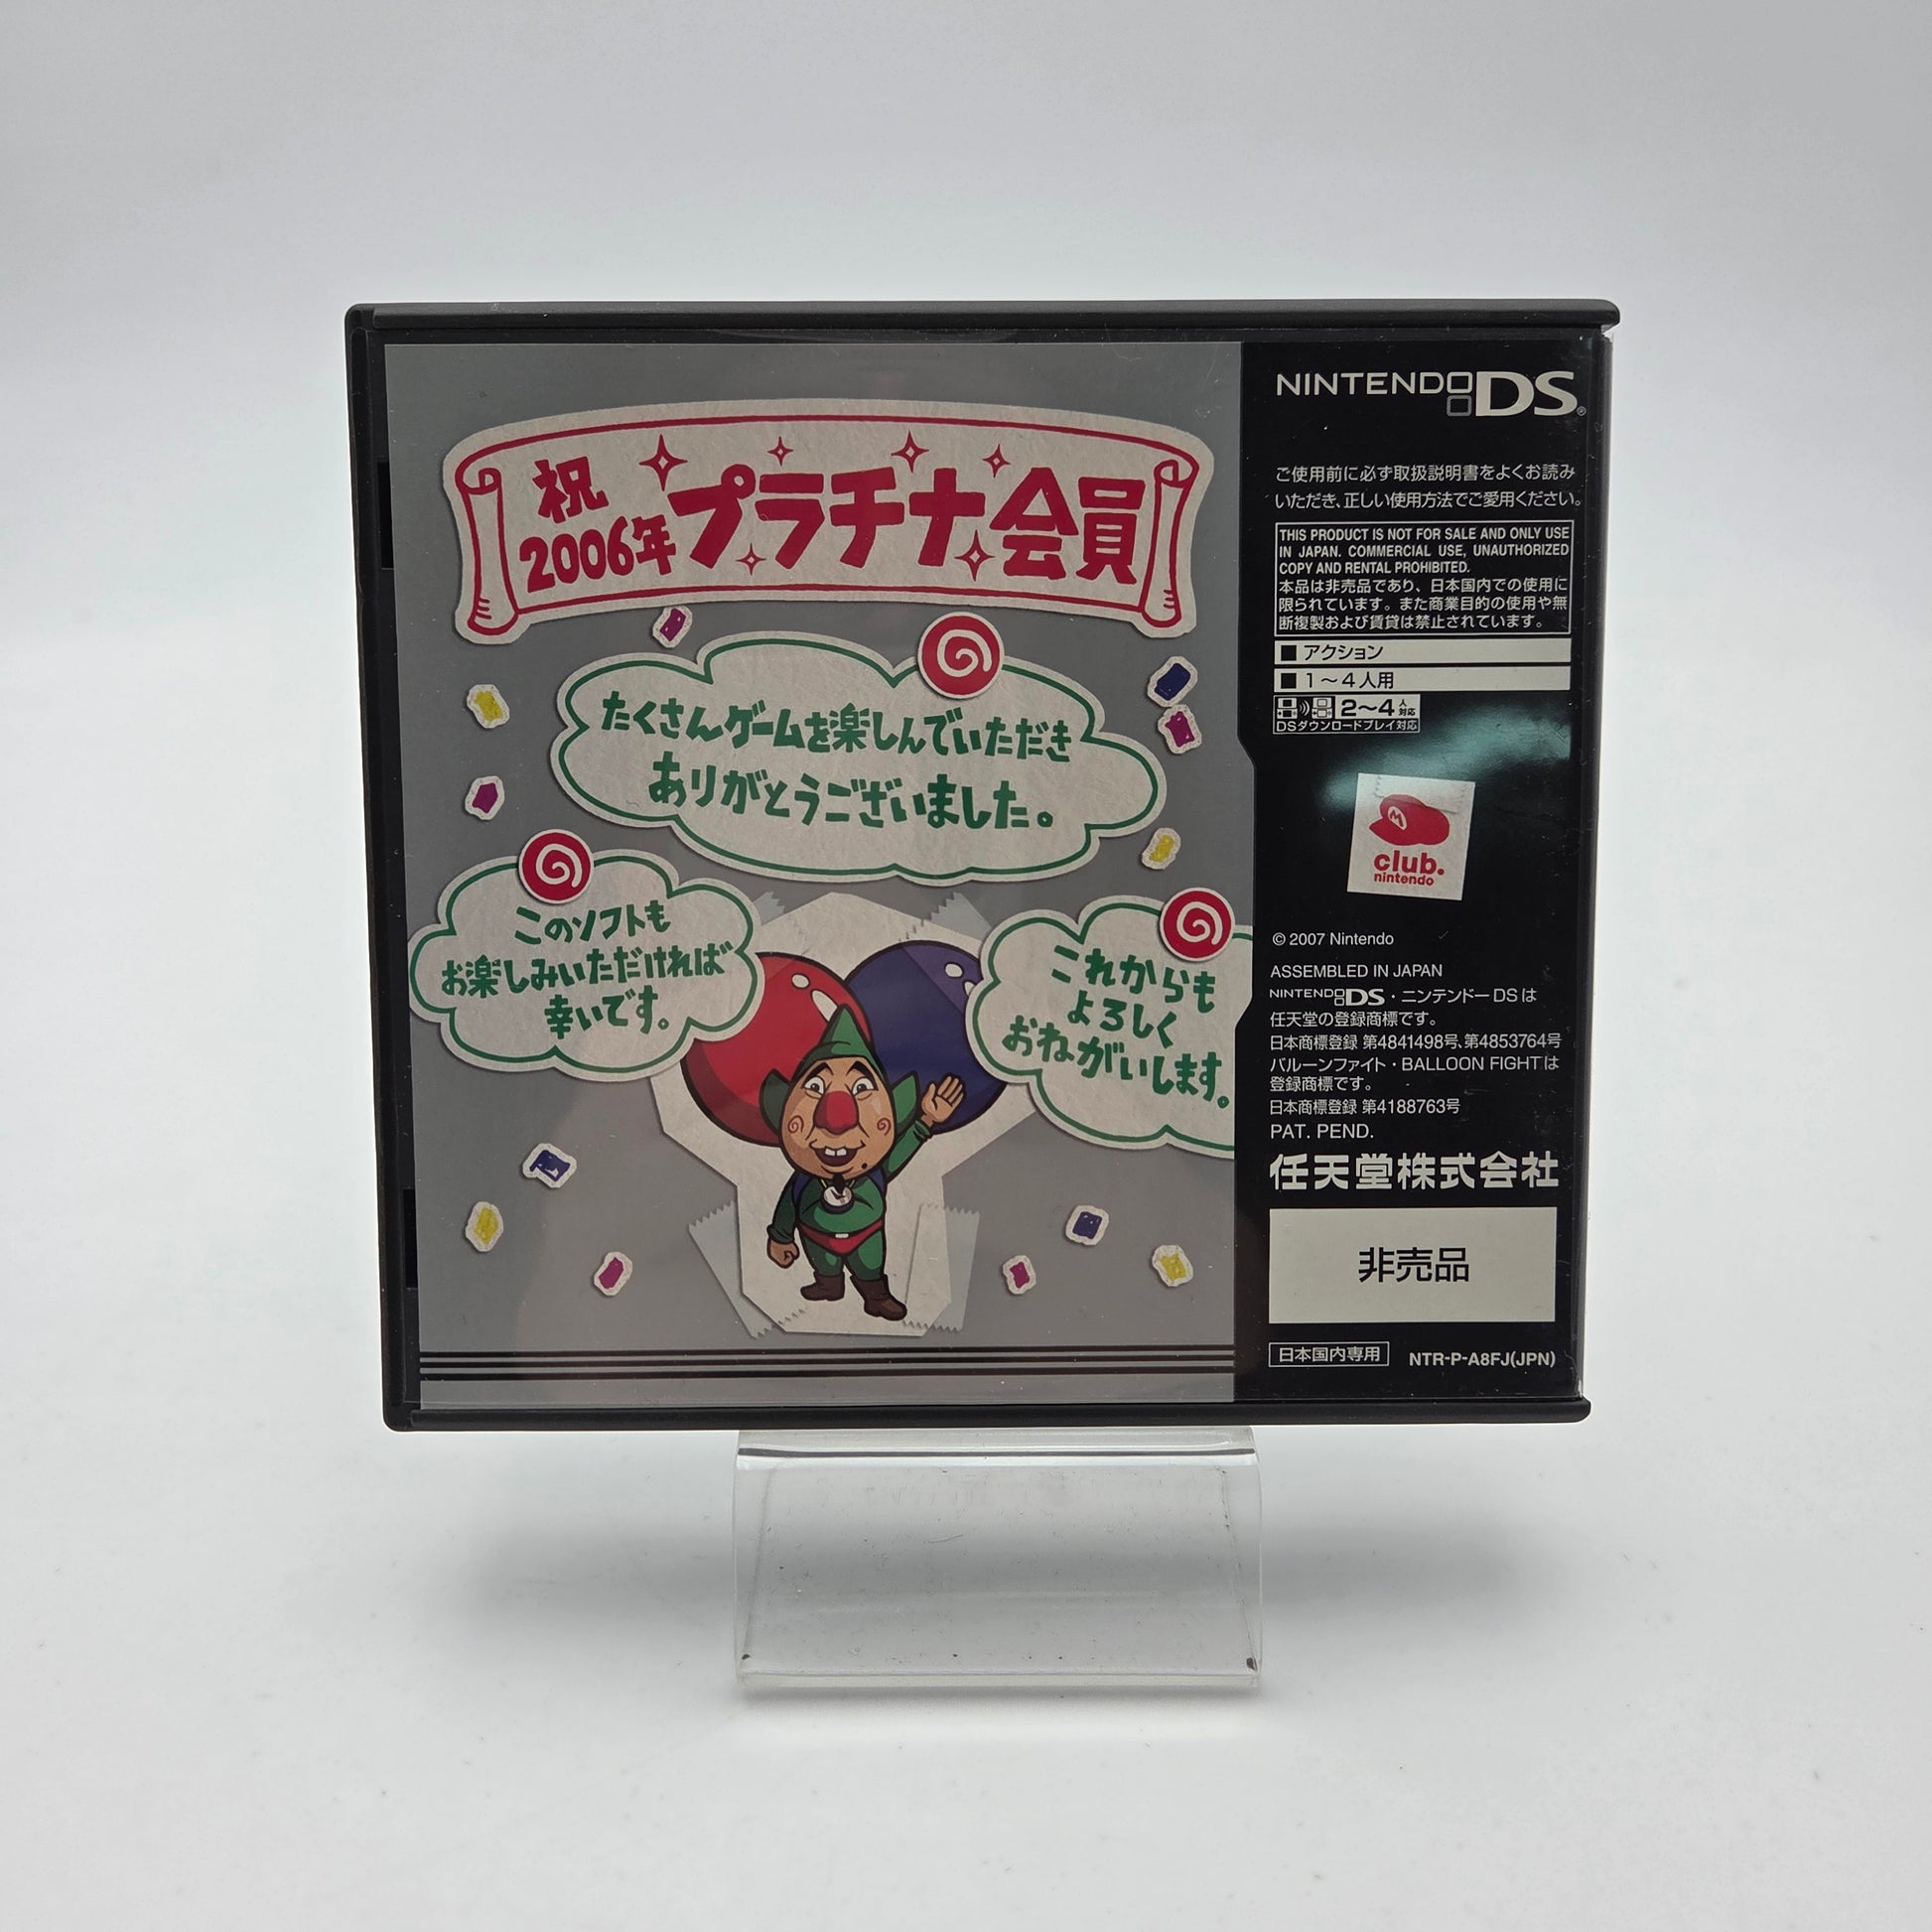 祝
2006年 プラチナ会員
たくさんゲームを楽しんでいただき
ありがとうございました。
このソフトも
お楽しみいただければ
幸いです。
これからも
よろしく
おねがいします。
NINTENDO DS®
ご使用前に必ず取扱説明書をよくお読み
いただき、正しい使用方法でご愛用ください。
THIS PRODUCT IS NOT FOR SALE AND ONLY USE
IN JAPAN. COMMERCIAL USE, UNAUTHORIZED
COPY AND RENTAL PROHIBITED.
本品は非売品であり、日本国内での使用に
限られています。また商業目的の使用や無
断複製および賃貸は禁止されています。
■ アクション
■ 1〜4人用
2〜4人対応
DSダウンロードプレイ対応
M
club.
nintendo
© 2007 Nintendo
ASSEMBLED IN JAPAN
NINTENDO DS・ニンテンドーDSは
任天堂の登録商標です。
日本商標登録 第4841498号、第4853764号
バルーンファイト・BALLOON FIGHTは
登録商標です。
日本商標登録 第4188763号
PAT. PEND.
任天堂株式会社
非売品
日本国内専用 NTR-P-A8FJ(JPN)